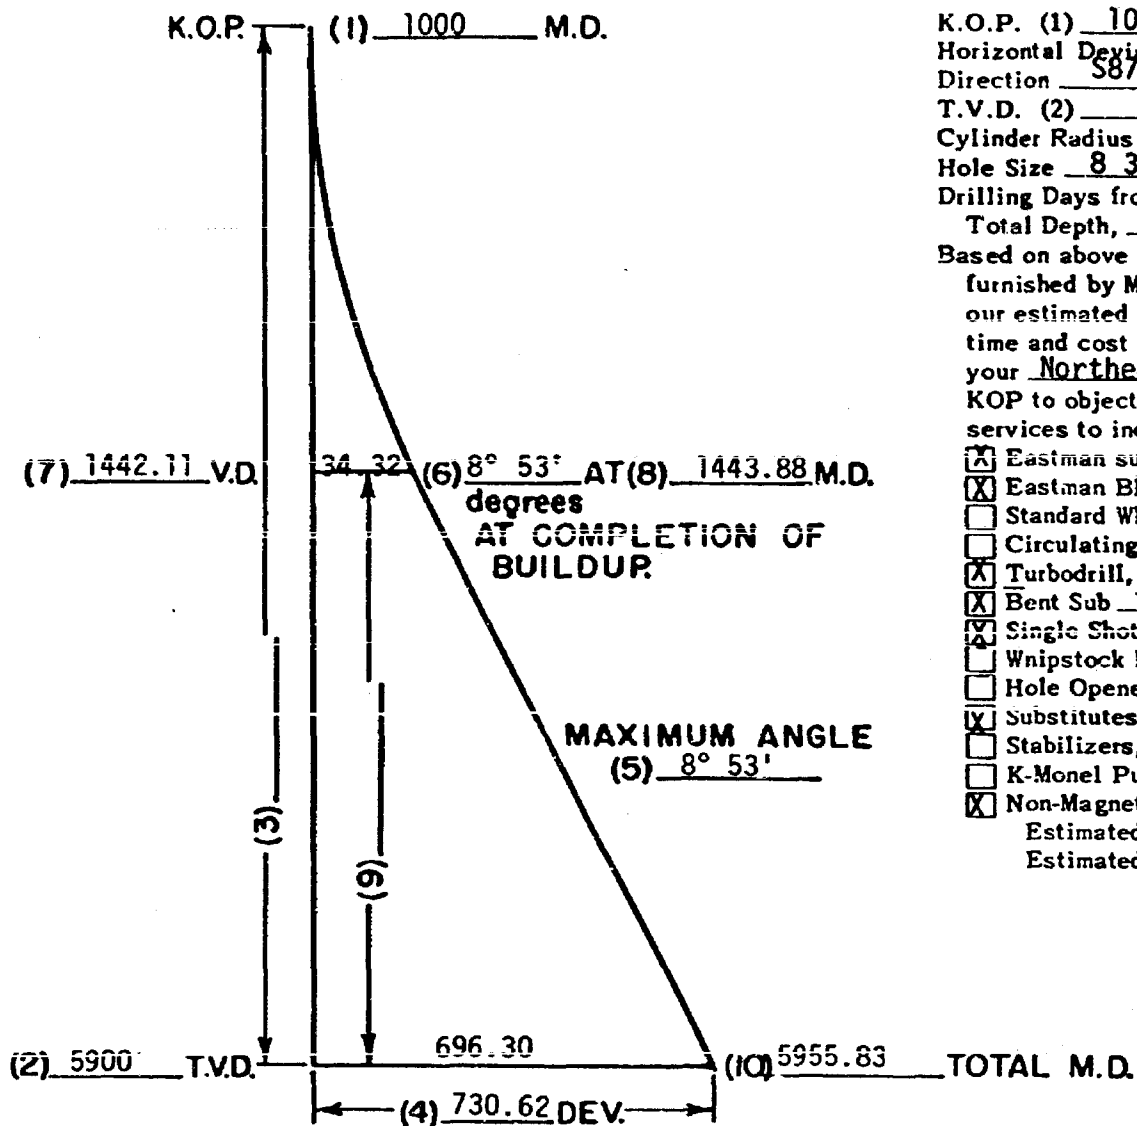 K.O.P. (1) 1000 M.D.
(7) 1442.11 V.D. 34 32 (6) 8° 53' AT (8) 1443.88 M.D.
degrees
AT COMPLETION OF
BUILDUP.
MAXIMUM ANGLE
(5) 8° 53'
(3)
(9)
(2) 5900 T.V.D. 696.30 (10) 5955.83 TOTAL M.D.
(4) 730.62 DEV.
K.O.P. (1) 10
Horizontal Devi
Direction S87
T.V.D. (2)
Cylinder Radius
Hole Size 8 3
Drilling Days fro
Total Depth,
Based on above
furnished by M
our estimated
time and cost
your Northe
KOP to object
services to in
X Eastman su
X Eastman B
Standard W
Circulating
X Turbodrill,
X Bent Sub
X Single Shot
Wnipstock
Hole Opene
X Substitutes
Stabilizers,
K-Monel Pu
X Non-Magnet
Estimated
Estimated